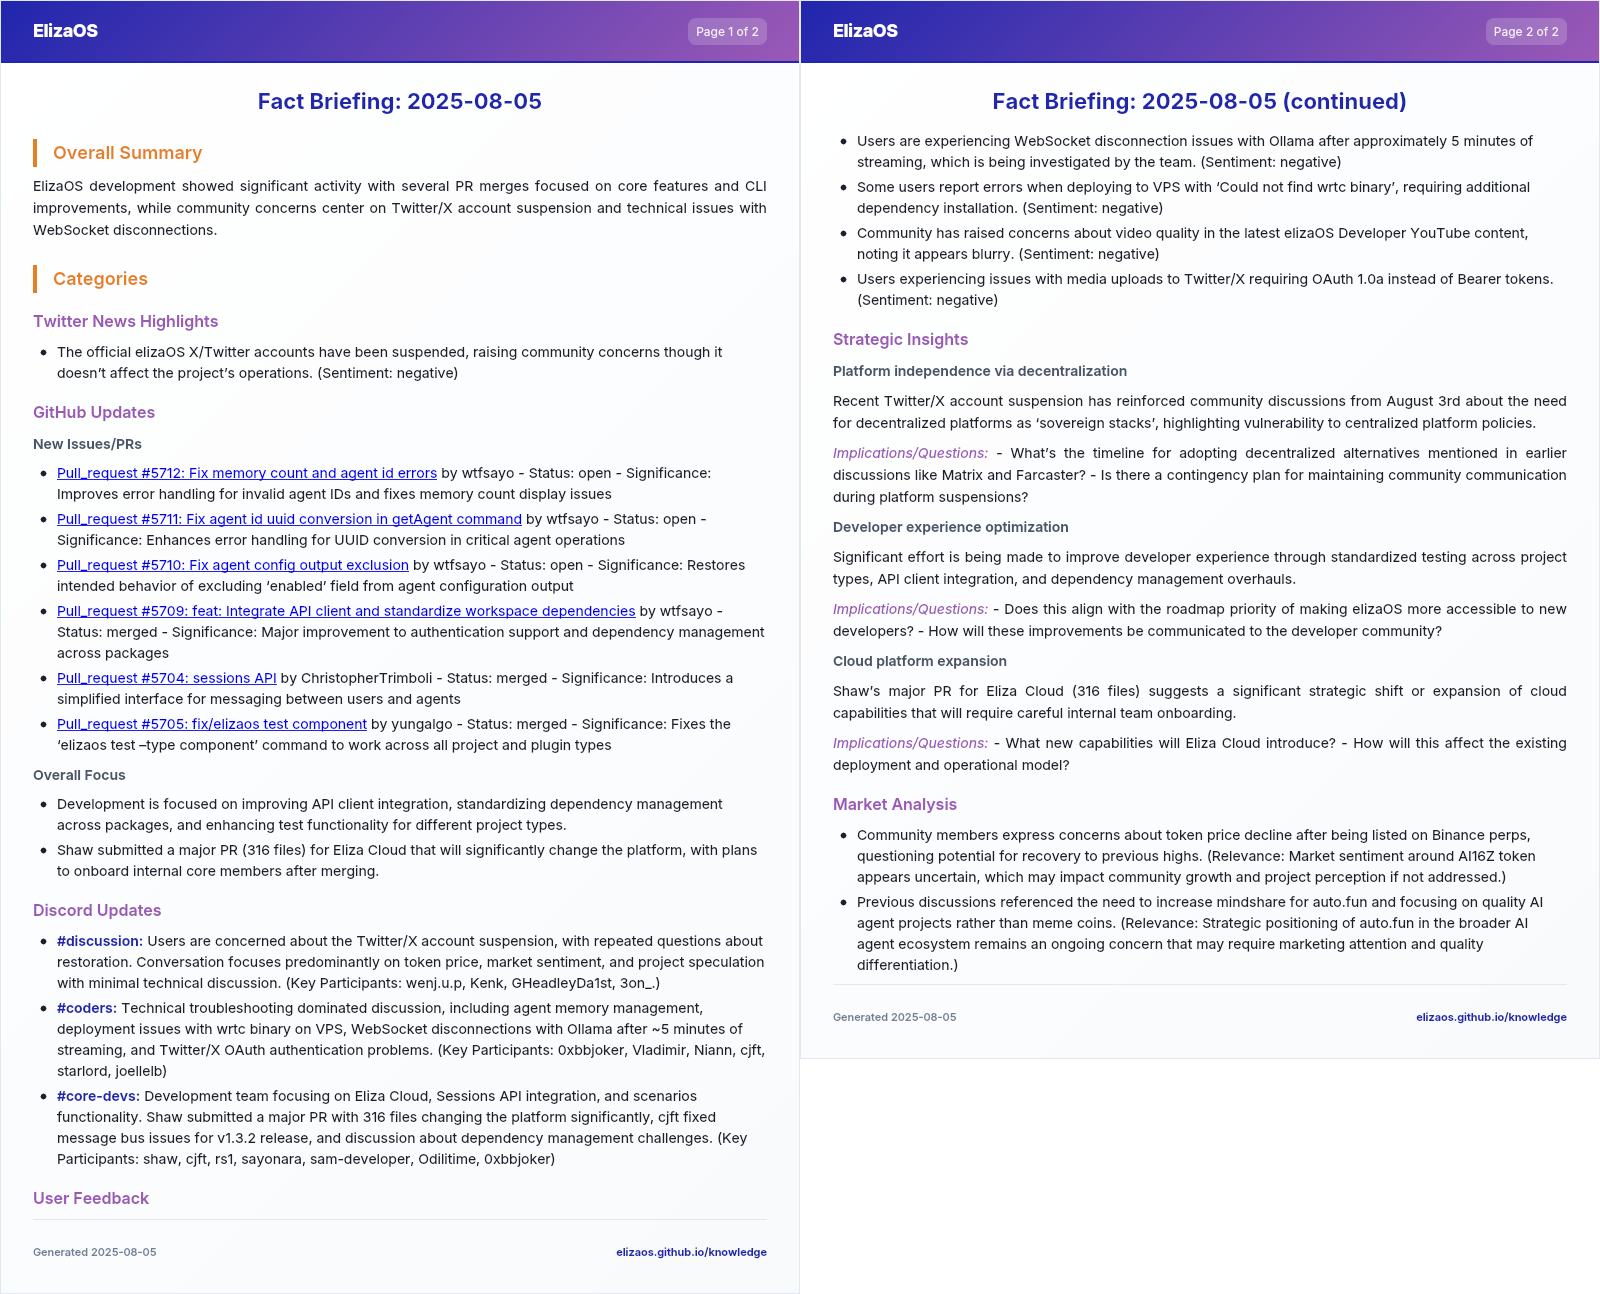 ElizaOS
Page 1 of 2
Fact Briefing: 2025-08-05
Overall Summary
ElizaOS development showed significant activity with several PR merges focused on core features and CLI
improvements, while community concerns center on Twitter/X account suspension and technical issues with
WebSocket disconnections.
Categories
Twitter News Highlights
• The official elizaOS X/Twitter accounts have been suspended, raising community concerns though it
doesn’t affect the project’s operations. (Sentiment: negative)
GitHub Updates
New Issues/PRs
• Pull_request #5712: Fix memory count and agent id errors by wtfsayo - Status: open - Significance:
Improves error handling for invalid agent IDs and fixes memory count display issues
• Pull_request #5711: Fix agent id uuid conversion in getAgent command by wtfsayo - Status: open -
Significance: Enhances error handling for UUID conversion in critical agent operations
• Pull_request #5710: Fix agent config output exclusion by wtfsayo - Status: open - Significance: Restores
intended behavior of excluding ‘enabled’ field from agent configuration output
• Pull_request #5709: feat: Integrate API client and standardize workspace dependencies by wtfsayo -
Status: merged - Significance: Major improvement to authentication support and dependency management
across packages
• Pull_request #5704: sessions API by ChristopherTrimboli - Status: merged - Significance: Introduces a
simplified interface for messaging between users and agents
• Pull_request #5705: fix/elizaos test component by yungalgo - Status: merged - Significance: Fixes the
‘elizaos test –type component’ command to work across all project and plugin types
Overall Focus
• Development is focused on improving API client integration, standardizing dependency management
across packages, and enhancing test functionality for different project types.
• Shaw submitted a major PR (316 files) for Eliza Cloud that will significantly change the platform, with plans
to onboard internal core members after merging.
Discord Updates
• #discussion: Users are concerned about the Twitter/X account suspension, with repeated questions about
restoration. Conversation focuses predominantly on token price, market sentiment, and project speculation
with minimal technical discussion. (Key Participants: wenj.u.p, Kenk, GHeadleyDa1st, 3on_.)
• #coders: Technical troubleshooting dominated discussion, including agent memory management,
deployment issues with wrtc binary on VPS, WebSocket disconnections with Ollama after ~5 minutes of
streaming, and Twitter/X OAuth authentication problems. (Key Participants: 0xbbjoker, Vladimir, Niann, cjft,
starlord, joellelb)
• #core-devs: Development team focusing on Eliza Cloud, Sessions API integration, and scenarios
functionality. Shaw submitted a major PR with 316 files changing the platform significantly, cjft fixed
message bus issues for v1.3.2 release, and discussion about dependency management challenges. (Key
Participants: shaw, cjft, rs1, sayonara, sam-developer, Odilitime, 0xbbjoker)
User Feedback
Generated 2025-08-05
elizaos.github.io/knowledge
ElizaOS
Page 2 of 2
Fact Briefing: 2025-08-05 (continued)
• Users are experiencing WebSocket disconnection issues with Ollama after approximately 5 minutes of
streaming, which is being investigated by the team. (Sentiment: negative)
• Some users report errors when deploying to VPS with ‘Could not find wrtc binary’, requiring additional
dependency installation. (Sentiment: negative)
• Community has raised concerns about video quality in the latest elizaOS Developer YouTube content,
noting it appears blurry. (Sentiment: negative)
• Users experiencing issues with media uploads to Twitter/X requiring OAuth 1.0a instead of Bearer tokens.
(Sentiment: negative)
Strategic Insights
Platform independence via decentralization
Recent Twitter/X account suspension has reinforced community discussions from August 3rd about the need
for decentralized platforms as ‘sovereign stacks’, highlighting vulnerability to centralized platform policies.
Implications/Questions: - What’s the timeline for adopting decentralized alternatives mentioned in earlier
discussions like Matrix and Farcaster? - Is there a contingency plan for maintaining community communication
during platform suspensions?
Developer experience optimization
Significant effort is being made to improve developer experience through standardized testing across project
types, API client integration, and dependency management overhauls.
Implications/Questions: - Does this align with the roadmap priority of making elizaOS more accessible to new
developers? - How will these improvements be communicated to the developer community?
Cloud platform expansion
Shaw’s major PR for Eliza Cloud (316 files) suggests a significant strategic shift or expansion of cloud
capabilities that will require careful internal team onboarding.
Implications/Questions: - What new capabilities will Eliza Cloud introduce? - How will this affect the existing
deployment and operational model?
Market Analysis
• Community members express concerns about token price decline after being listed on Binance perps,
questioning potential for recovery to previous highs. (Relevance: Market sentiment around AI16Z token
appears uncertain, which may impact community growth and project perception if not addressed.)
• Previous discussions referenced the need to increase mindshare for auto.fun and focusing on quality AI
agent projects rather than meme coins. (Relevance: Strategic positioning of auto.fun in the broader AI
agent ecosystem remains an ongoing concern that may require marketing attention and quality
differentiation.)
Generated 2025-08-05
elizaos.github.io/knowledge